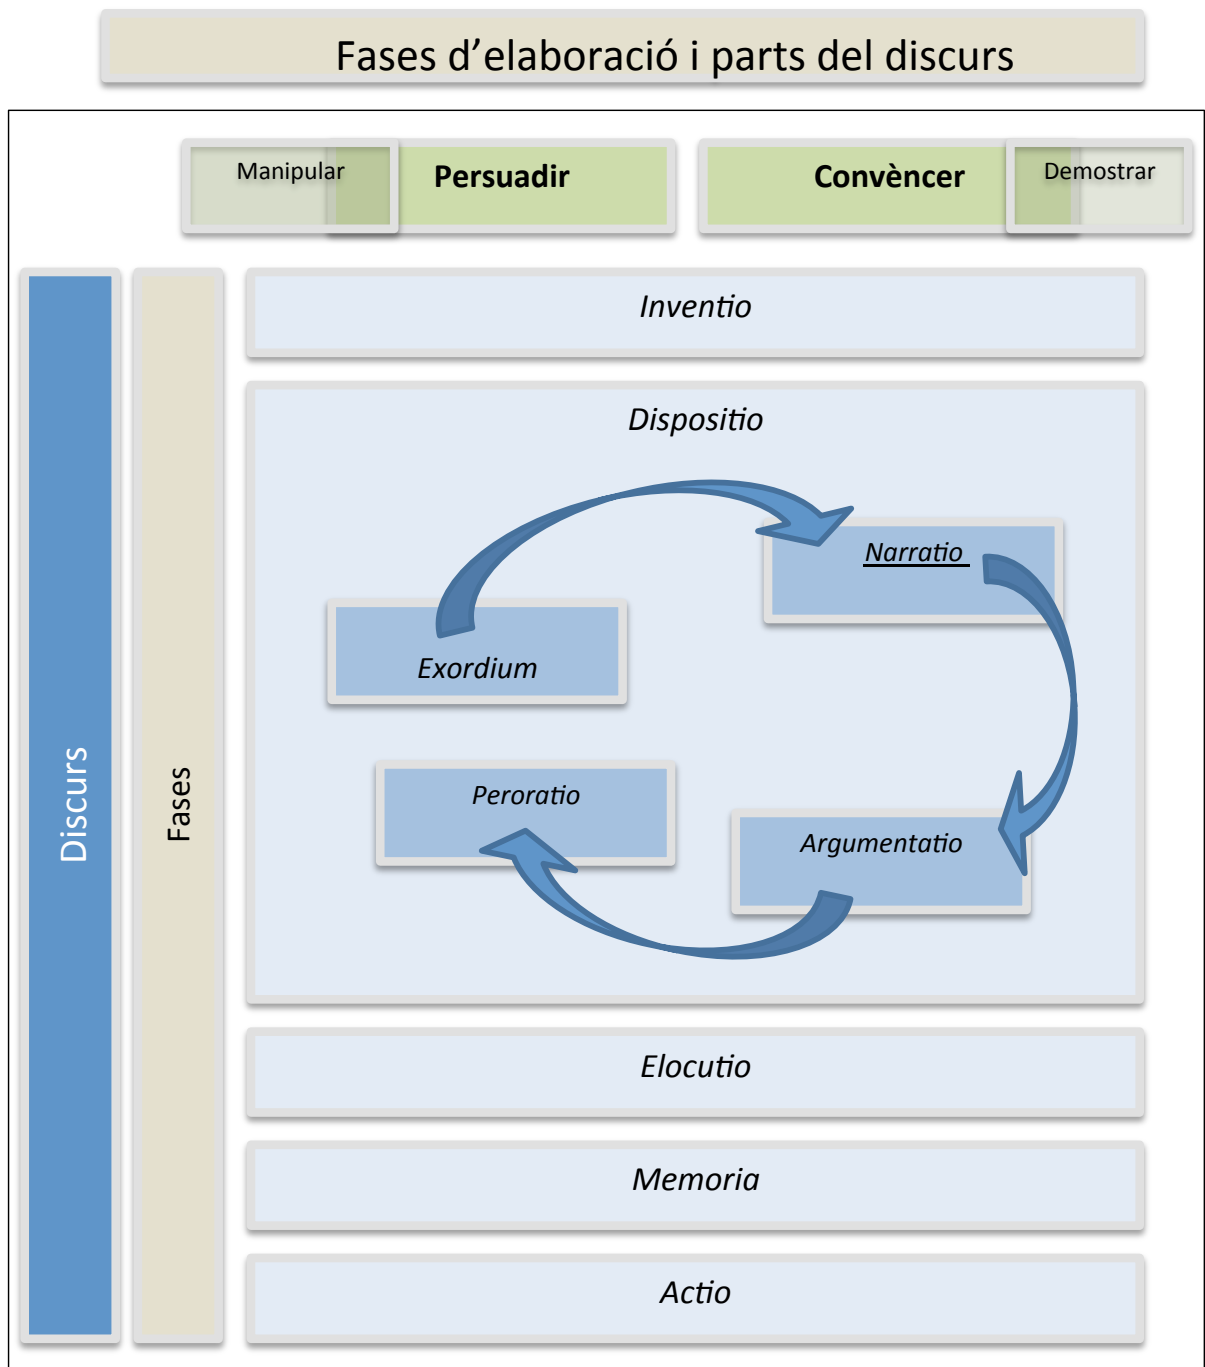 Fases d’elaboració i parts del discurs
Manipular
Persuadir
Convèncer
Demostrar
Discurs
Fases
Inventio
Dispositio
Exordium
Narratio
Argumentatio
Peroratio
Elocutio
Memoria
Actio